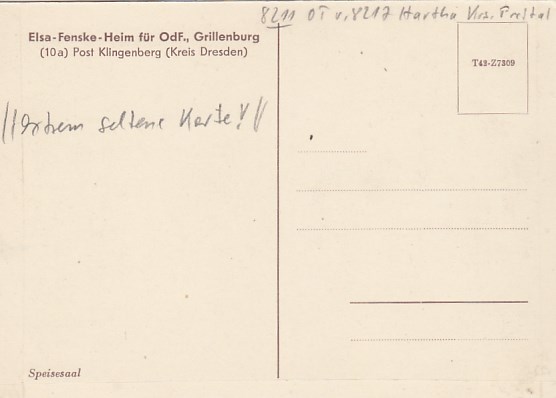 8211 OT v. 8217 Hartha Krs. Freital
Elsa-Fenske-Heim für OdF., Grillenburg
(10a) Post Klingenberg (Kreis Dresden)
T43-Z7309
//Extrem seltene Karte!//
Speisesaal